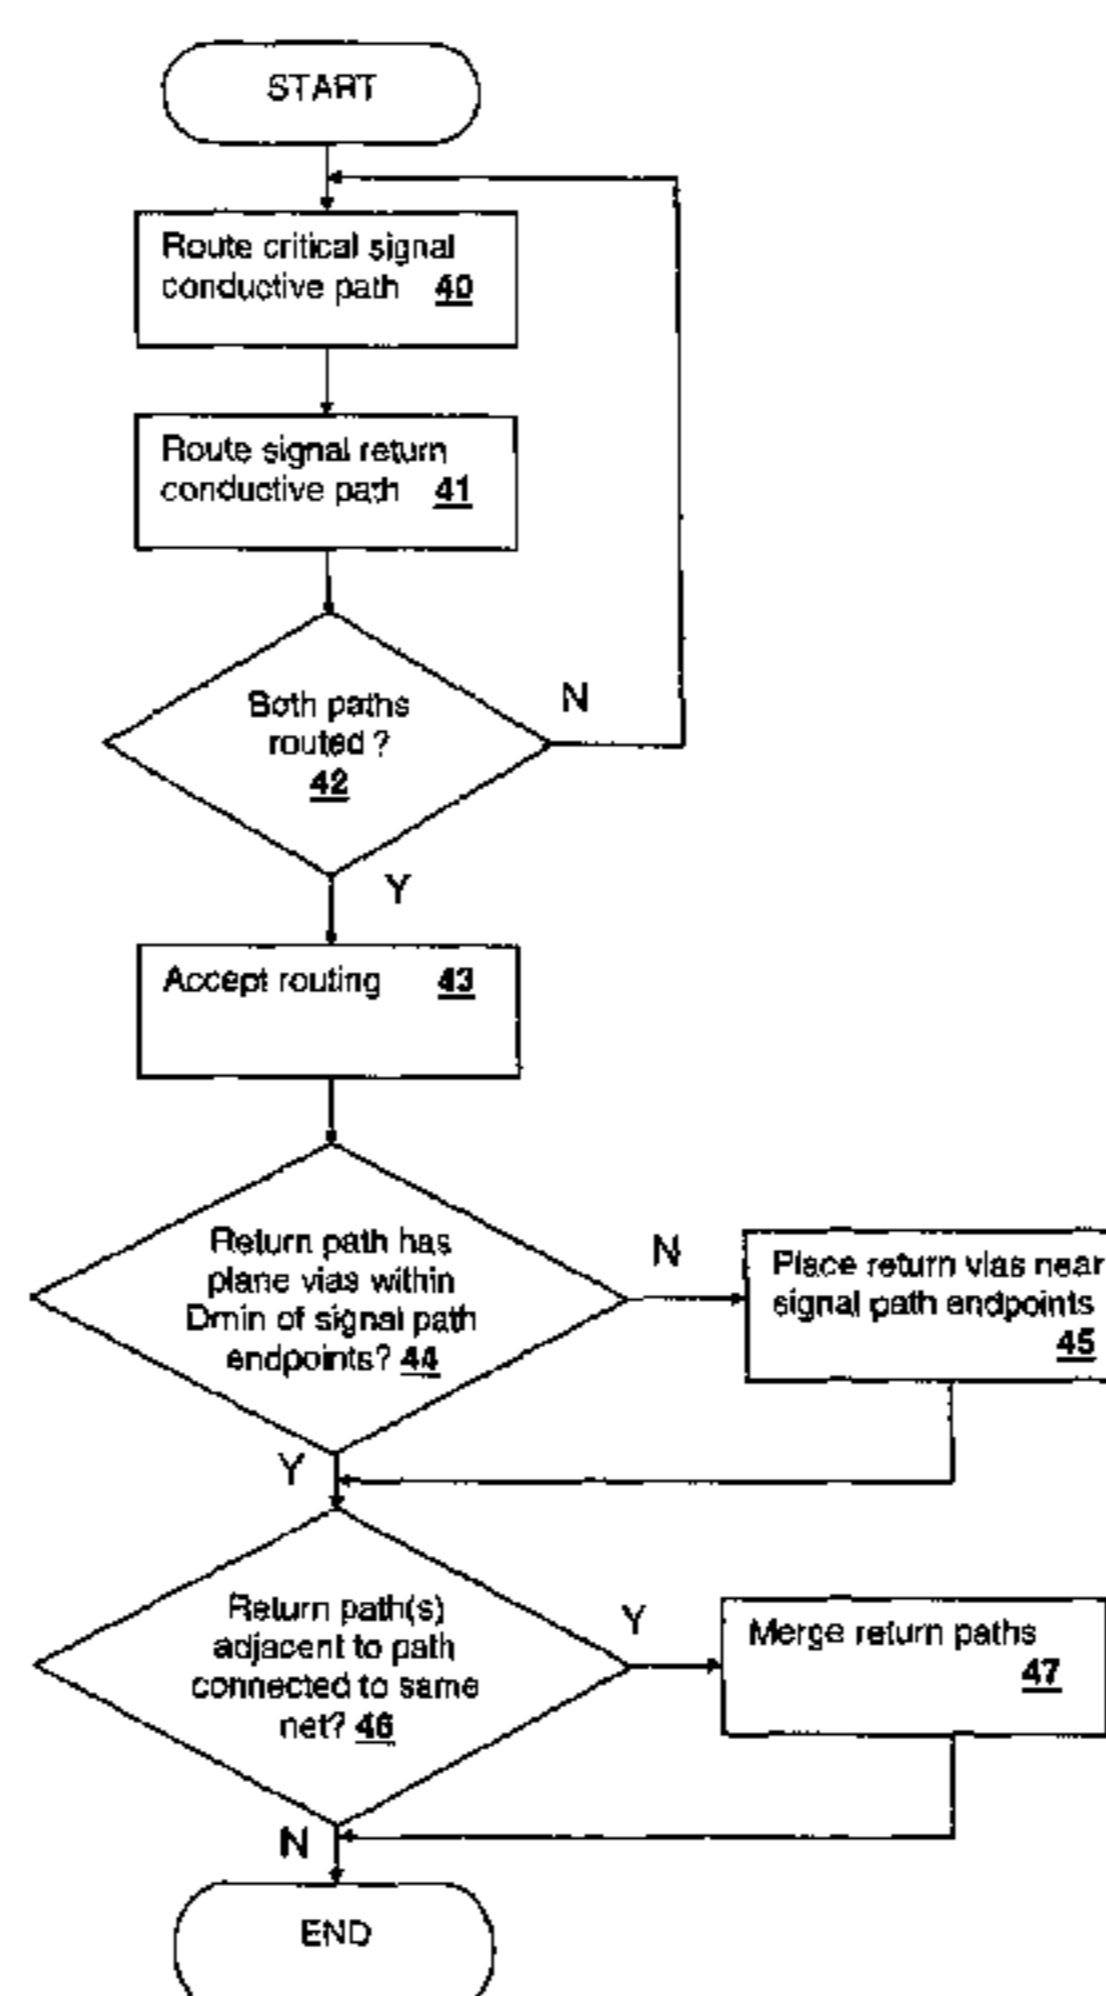 START
Route critical signal
conductive path 40
Route signal return
conductive path 41
Both paths
routed ?
42
N
Y
Accept routing 43
Return path has
plane vias within
Dmin of signal path
endpoints? 44
N
Place return vias near
signal path endpoints
45
Y
Return path(s)
adjacent to path
connected to same
net? 46
Y
Merge return paths
47
N
END